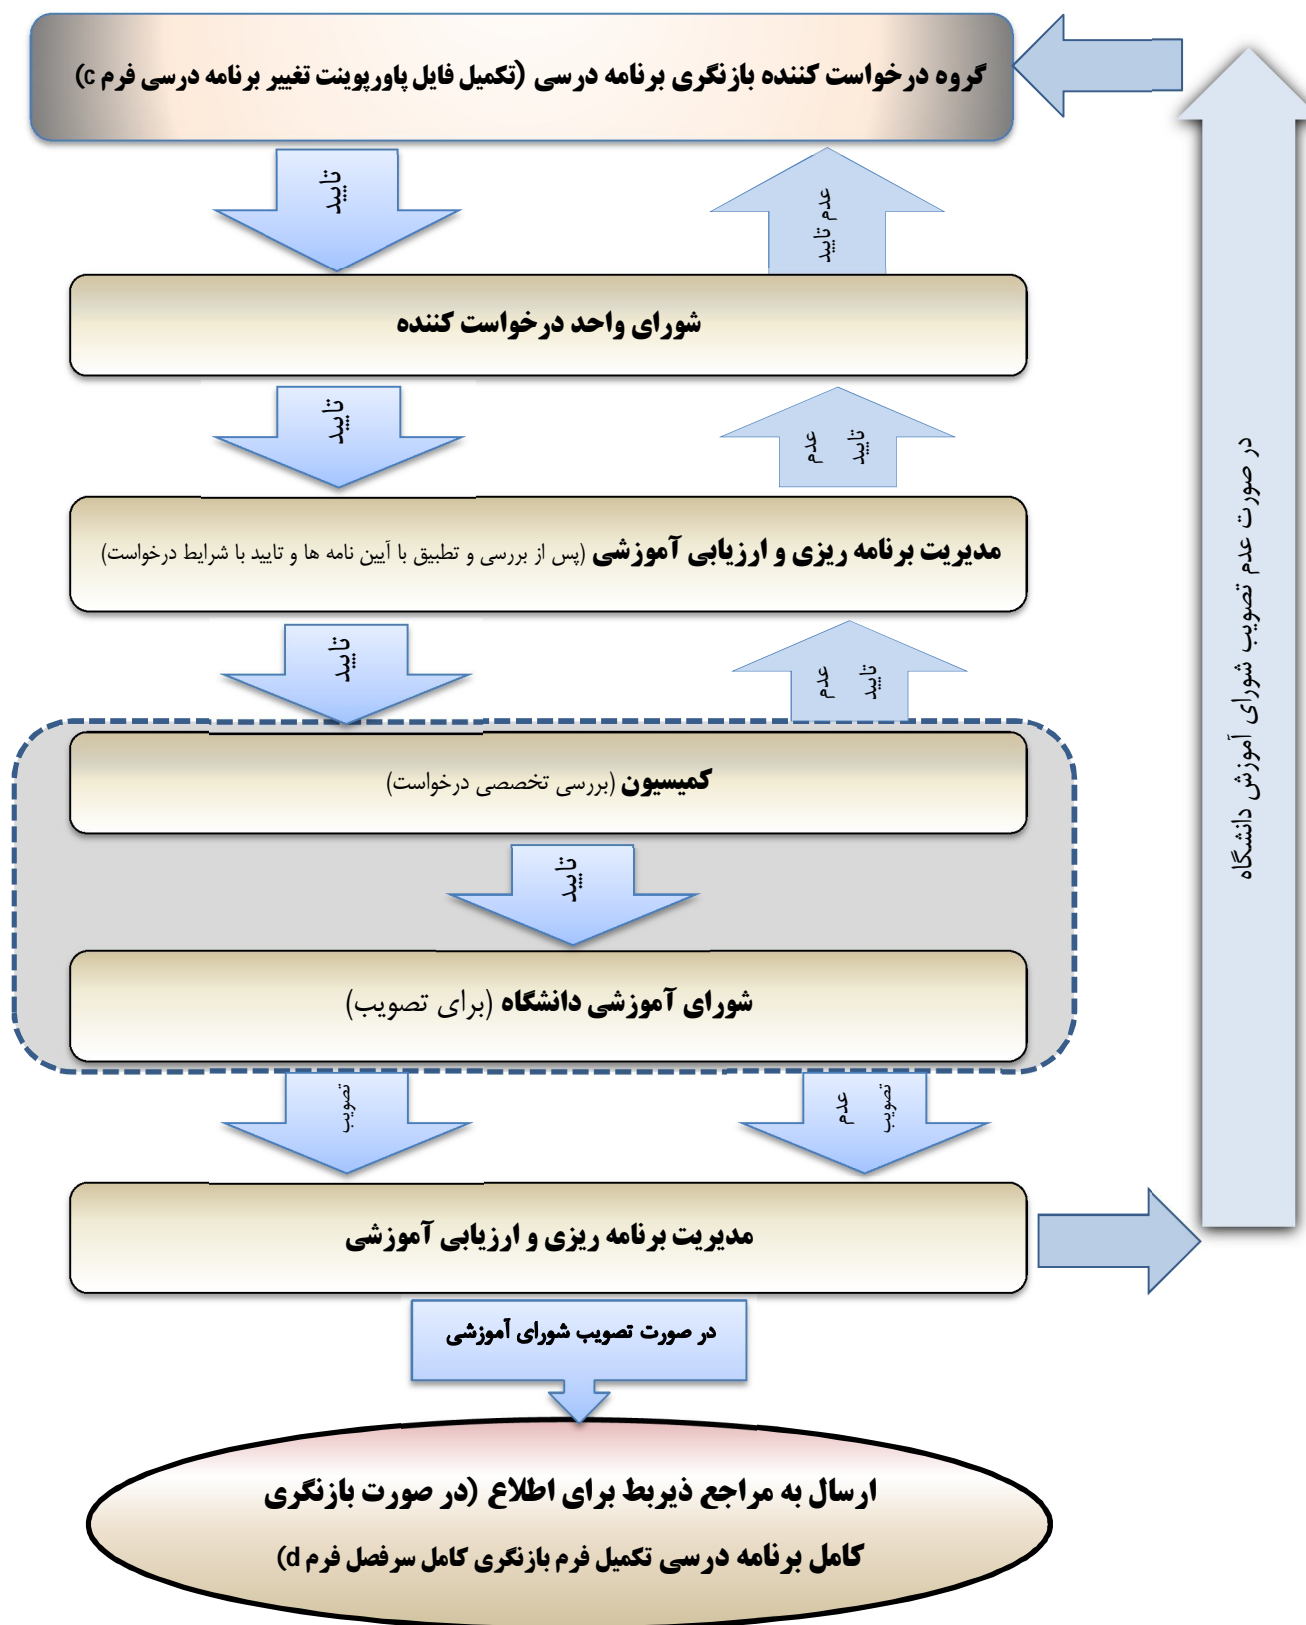 گروه درخواست کننده بازنگری برنامه درسی (تکمیل فایل پاورپوینت تغییر برنامه درسی فرم c)
تایید
عدم تایید
شورای واحد درخواست کننده
تایید
عدم
تایید
مدیریت برنامه ریزی و ارزیابی آموزشی (پس از بررسی و تطبیق با آیین نامه ها و تایید با شرایط درخواست)
تایید
عدم
تایید
کمیسیون (بررسی تخصصی درخواست)
تایید
شورای آموزشی دانشگاه (برای تصویب)
تصویب
عدم
تصویب
مدیریت برنامه ریزی و ارزیابی آموزشی
در صورت عدم تصویب شورای آموزش دانشگاه
در صورت تصویب شورای آموزشی
ارسال به مراجع ذیربط برای اطلاع (در صورت بازنگری
کامل برنامه درسی تکمیل فرم بازنگری کامل سرفصل فرم d)